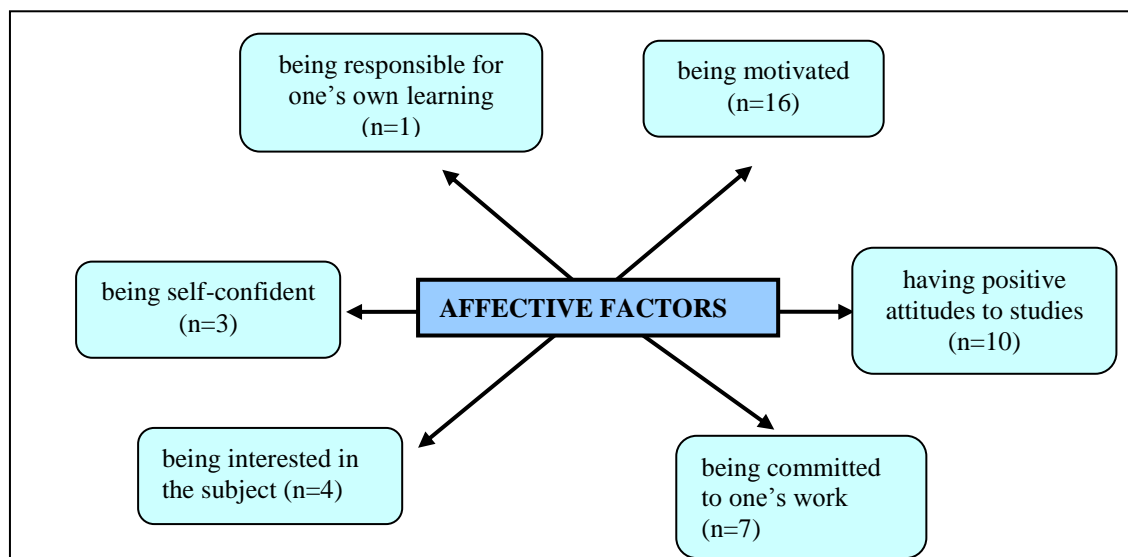 being responsible for
one’s own learning
(n=1)
being motivated
(n=16)
being self-confident
(n=3)
AFFECTIVE FACTORS
having positive
attitudes to studies
(n=10)
being interested in
the subject (n=4)
being committed
to one’s work
(n=7)